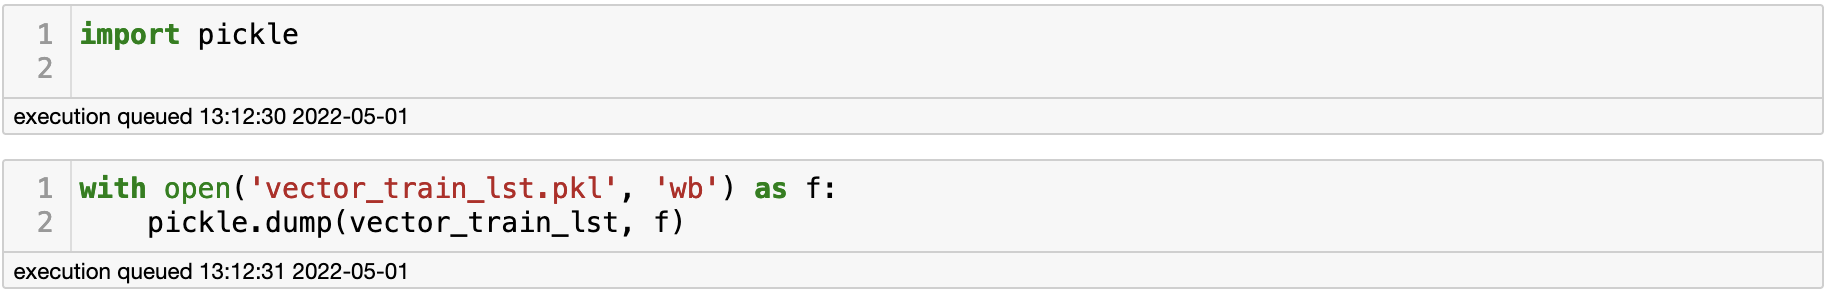 1 import pickle
2
execution queued 13:12:30 2022-05-01
1 with open('vector_train_lst.pkl', 'wb') as f:
2     pickle.dump(vector_train_lst, f)
execution queued 13:12:31 2022-05-01